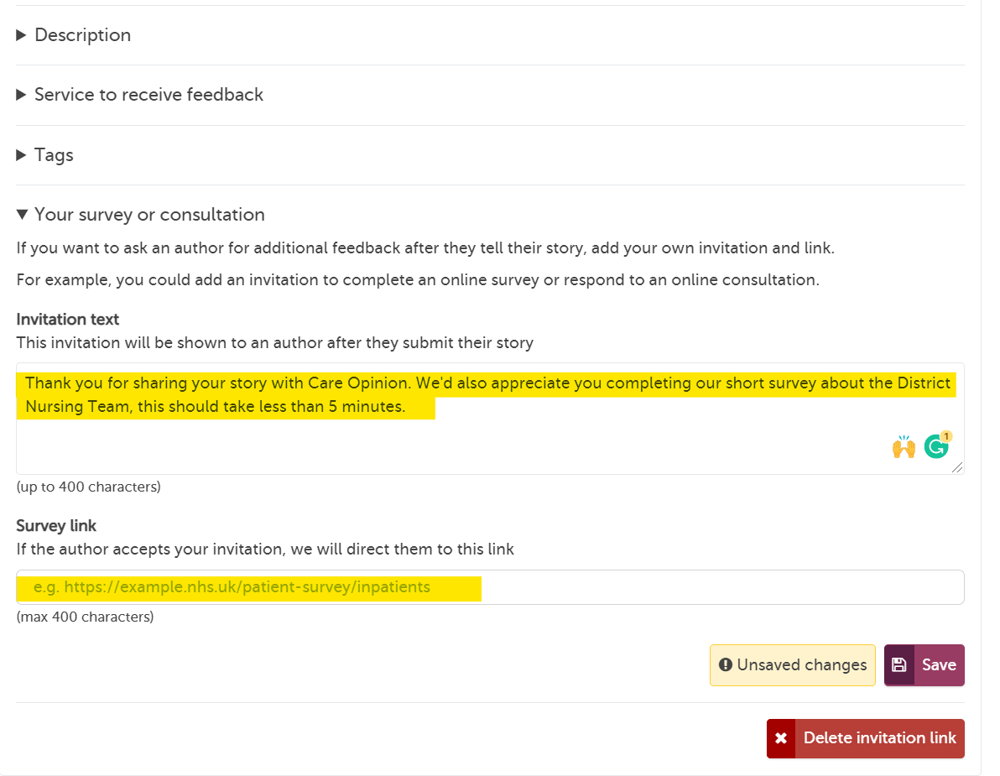 Description
Service to receive feedback
Tags
Your survey or consultation
If you want to ask an author for additional feedback after they tell their story, add your own invitation and link.
For example, you could add an invitation to complete an online survey or respond to an online consultation.
Invitation text
This invitation will be shown to an author after they submit their story
Thank you for sharing your story with Care Opinion. We'd also appreciate you completing our short survey about the District
Nursing Team, this should take less than 5 minutes.
1
(up to 400 characters)
Survey link
If the author accepts your invitation, we will direct them to this link
e.g. https://example.nhs.uk/patient-survey/inpatients
(max 400 characters)
Unsaved changes
Save
Delete invitation link